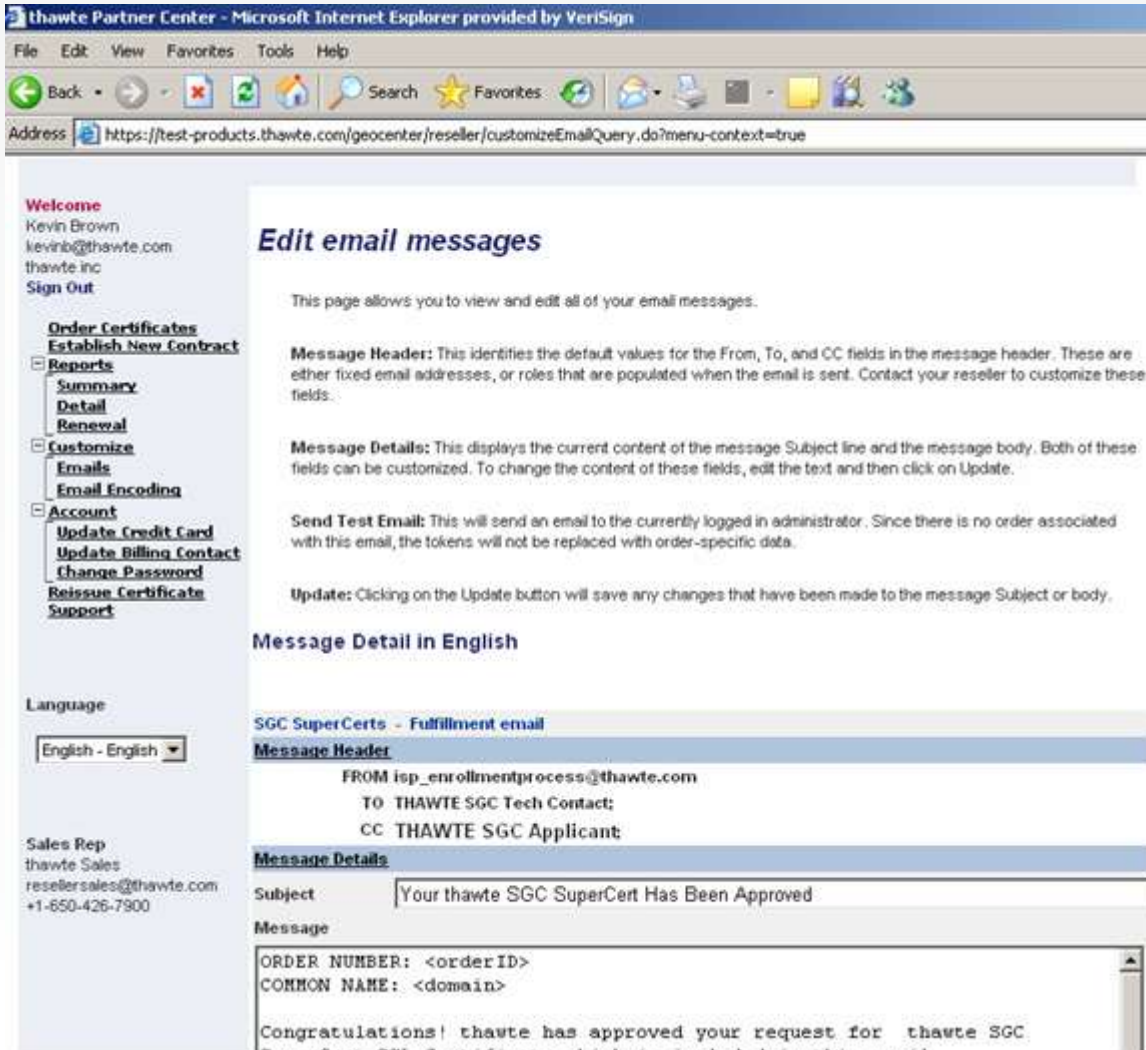 thawte Partner Center - Microsoft Internet Explorer provided by VeriSign
File Edit View Favorites Tools Help
Back Search Favorites
Address https://test-products.thawte.com/geocenter/reseller/customizeEmailQuery.do?menu-context=true
Welcome
Kevin Brown
kevinb@thawte.com
thawte inc
Sign Out
Order Certificates
Establish New Contract
Reports
Summary
Detail
Renewal
Customize
Emails
Email Encoding
Account
Update Credit Card
Update Billing Contact
Change Password
Reissue Certificate
Support
Language
English - English
Sales Rep
thawte Sales
resellersales@thawte.com
+1-650-426-7900
Edit email messages
This page allows you to view and edit all of your email messages.
Message Header: This identifies the default values for the From, To, and CC fields in the message header. These are
either fixed email addresses, or roles that are populated when the email is sent. Contact your reseller to customize these
fields.
Message Details: This displays the current content of the message Subject line and the message body. Both of these
fields can be customized. To change the content of these fields, edit the text and then click on Update.
Send Test Email: This will send an email to the currently logged in administrator. Since there is no order associated
with this email, the tokens will not be replaced with order-specific data.
Update: Clicking on the Update button will save any changes that have been made to the message Subject or body.
Message Detail in English
SGC SuperCerts - Fulfillment email
Message Header
FROM isp_enrollmentprocess@thawte.com
TO THAWTE SGC Tech Contact;
CC THAWTE SGC Applicant;
Message Details
Subject Your thawte SGC SuperCert Has Been Approved
Message
ORDER NUMBER: <orderID>
COMMON NAME: <domain>
Congratulations! thawte has approved your request for thawte SGC